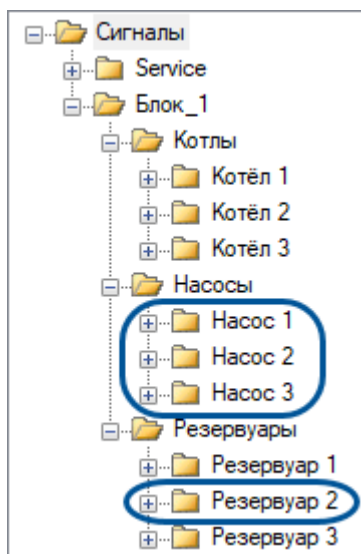 Сигналы
Service
Блок_1
Котлы
Котёл 1
Котёл 2
Котёл 3
Насосы
Насос 1
Насос 2
Насос 3
Резервуары
Резервуар 1
Резервуар 2
Резервуар 3